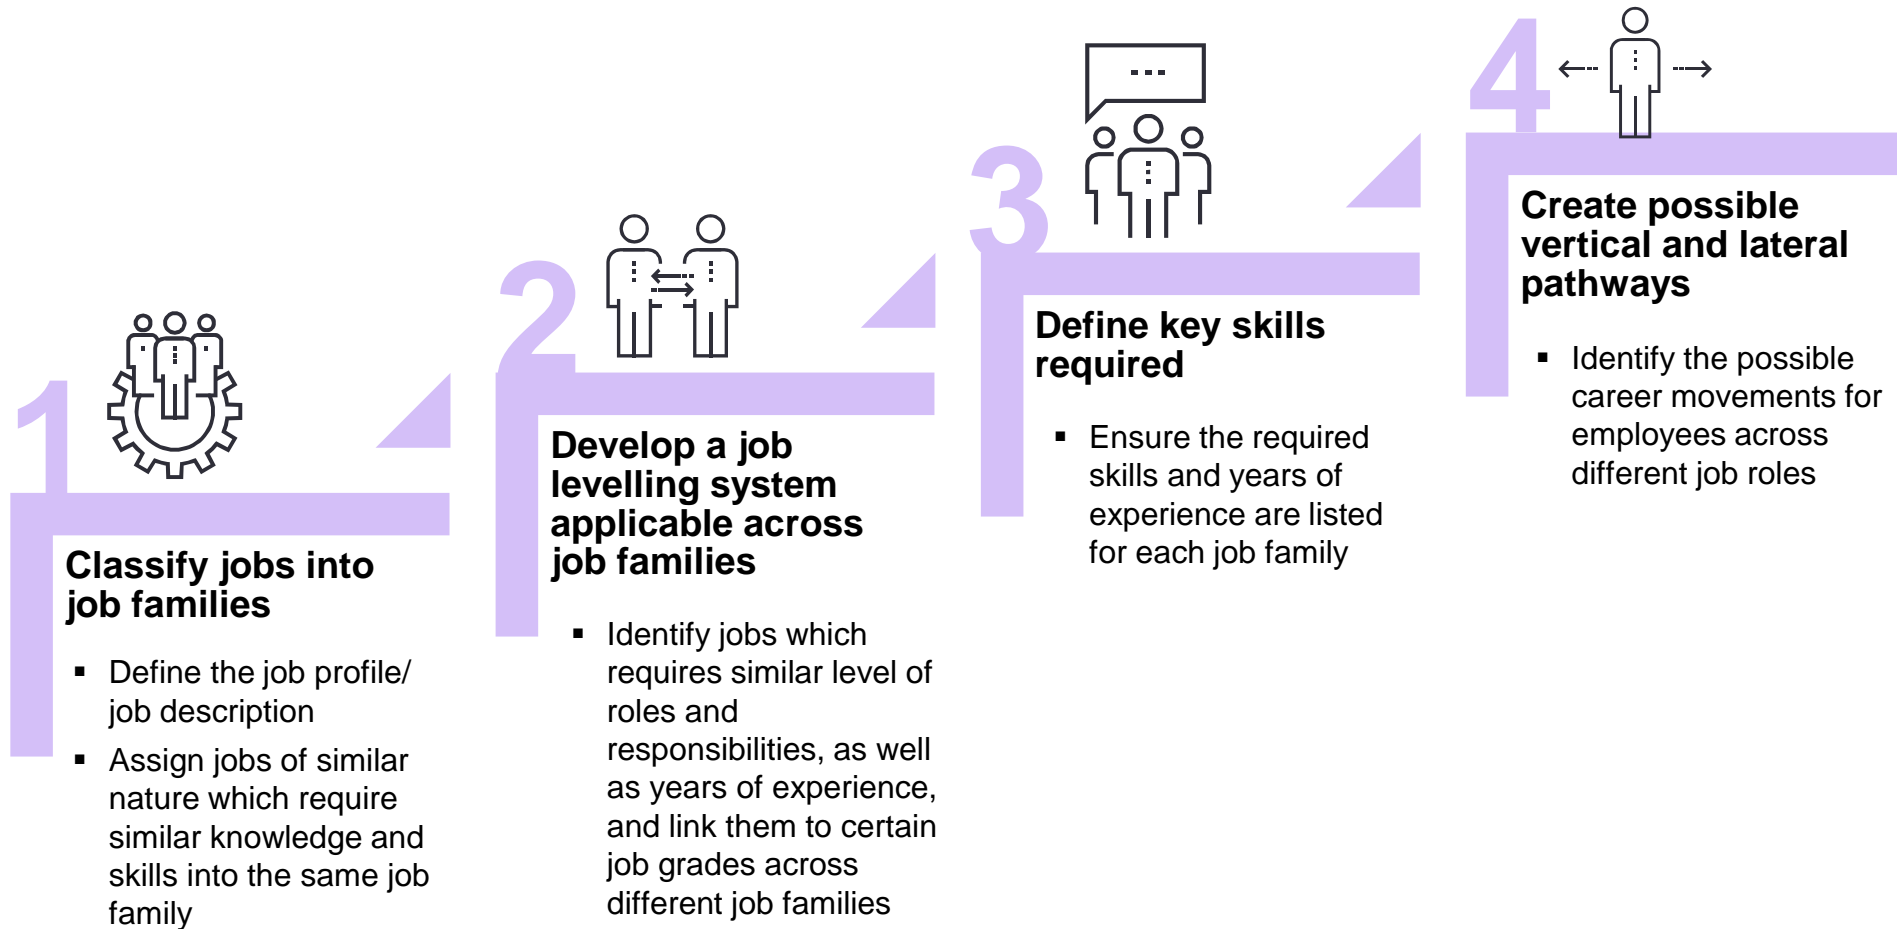 1
Classify jobs into
job families
▪ Define the job profile/
job description
▪ Assign jobs of similar
nature which require
similar knowledge and
skills into the same job
family
2
Develop a job
levelling system
applicable across
job families
▪ Identify jobs which
requires similar level of
roles and
responsibilities, as well
as years of experience,
and link them to certain
job grades across
different job families
3
Define key skills
required
▪ Ensure the required
skills and years of
experience are listed
for each job family
4
Create possible
vertical and lateral
pathways
▪ Identify the possible
career movements for
employees across
different job roles